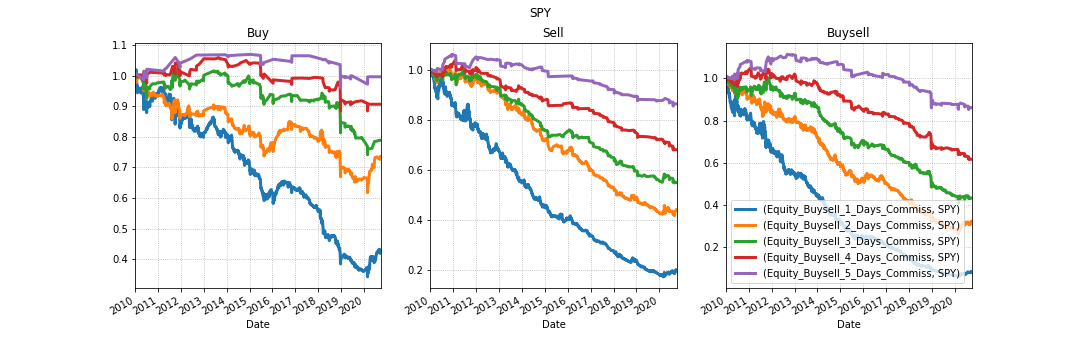 SPY
Buy
1.1
1.0
0.9
0.8
0.7
0.6
0.5
0.4
2010 2011 2012 2013 2014 2015 2016 2017 2018 2019 2020
Date
Sell
1.0
0.8
0.6
0.4
0.2
2010 2011 2012 2013 2014 2015 2016 2017 2018 2019 2020
Date
Buysell
1.0
0.8
0.6
0.4
0.2
(Equity_Buysell_1_Days_Commiss, SPY)
(Equity_Buysell_2_Days_Commiss, SPY)
(Equity_Buysell_3_Days_Commiss, SPY)
(Equity_Buysell_4_Days_Commiss, SPY)
(Equity_Buysell_5_Days_Commiss, SPY)
2010 2011 2012 2013 2014 2015 2016 2017 2018 2019 2020
Date